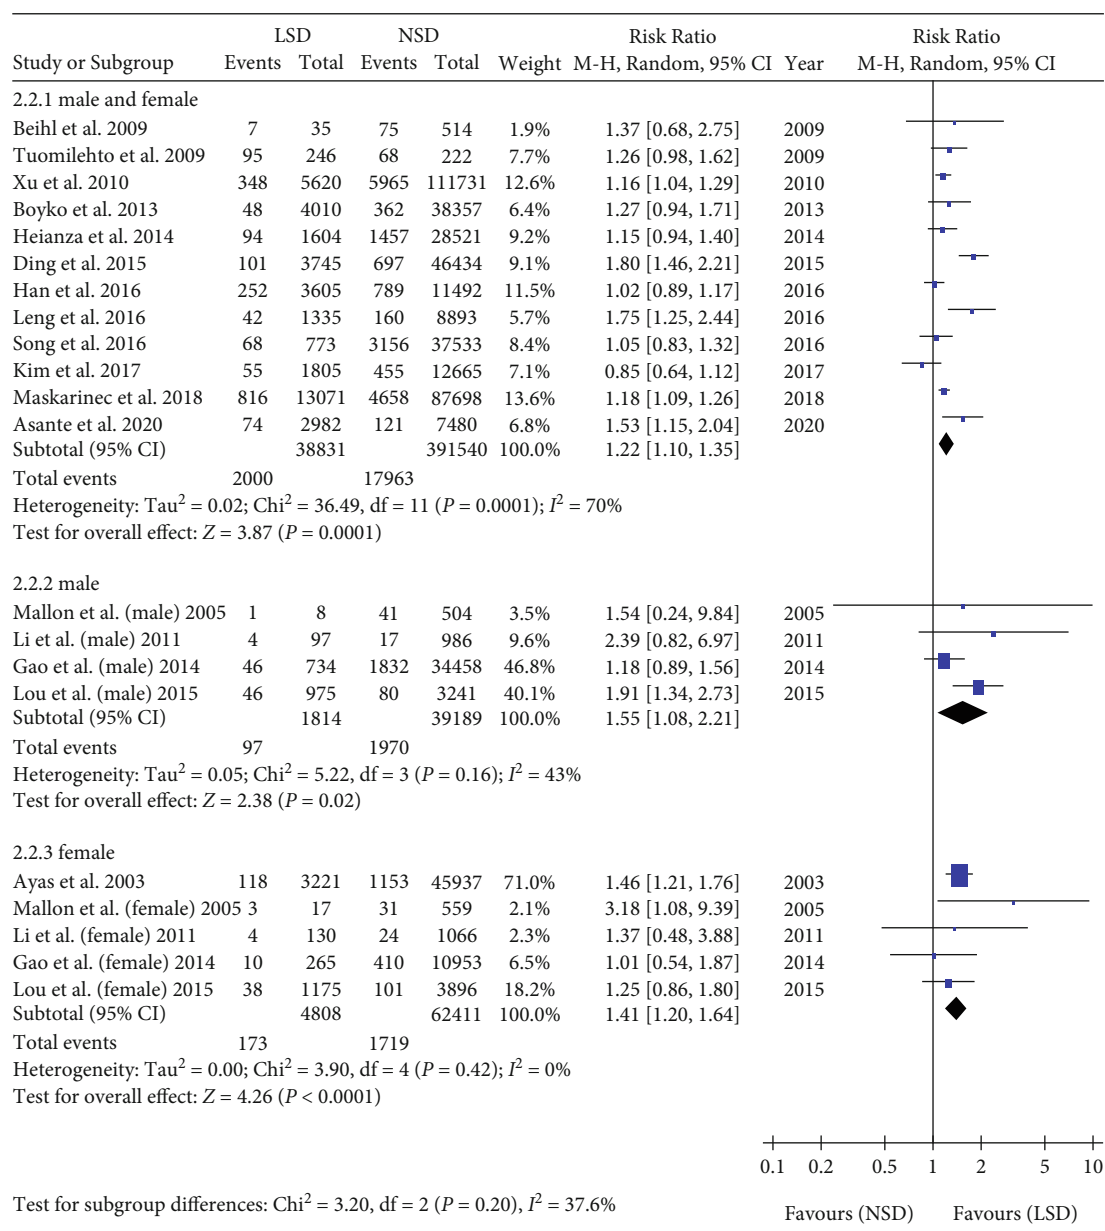 LSD NSD Risk Ratio Risk Ratio
Study or Subgroup Events Total Events Total Weight M-H, Random, 95% CI Year M-H, Random, 95% CI
2.2.1 male and female
Beihl et al. 2009 7 35 75 514 1.9% 1.37 [0.68, 2.75] 2009
Tuomilehto et al. 2009 95 246 68 222 7.7% 1.26 [0.98, 1.62] 2009
Xu et al. 2010 348 5620 5965 111731 12.6% 1.16 [1.04, 1.29] 2010
Boyko et al. 2013 48 4010 362 38357 6.4% 1.27 [0.94, 1.71] 2013
Heianza et al. 2014 94 1604 1457 28521 9.2% 1.15 [0.94, 1.40] 2014
Ding et al. 2015 101 3745 697 46434 9.1% 1.80 [1.46, 2.21] 2015
Han et al. 2016 252 3605 789 11492 11.5% 1.02 [0.89, 1.17] 2016
Leng et al. 2016 42 1335 160 8893 5.7% 1.75 [1.25, 2.44] 2016
Song et al. 2016 68 773 3156 37533 8.4% 1.05 [0.83, 1.32] 2016
Kim et al. 2017 55 1805 455 12665 7.1% 0.85 [0.64, 1.12] 2017
Maskarinec et al. 2018 816 13071 4658 87698 13.6% 1.18 [1.09, 1.26] 2018
Asante et al. 2020 74 2982 121 7480 6.8% 1.53 [1.15, 2.04] 2020
Subtotal (95% CI) 38831 391540 100.0% 1.22 [1.10, 1.35]
Total events 2000 17963
Heterogeneity: Tau² = 0.02; Chi² = 36.49, df = 11 (P = 0.0001); I² = 70%
Test for overall effect: Z = 3.87 (P = 0.0001)
2.2.2 male
Mallon et al. (male) 2005 1 8 41 504 3.5% 1.54 [0.24, 9.84] 2005
Li et al. (male) 2011 4 97 17 986 9.6% 2.39 [0.82, 6.97] 2011
Gao et al. (male) 2014 46 734 1832 34458 46.8% 1.18 [0.89, 1.56] 2014
Lou et al. (male) 2015 46 975 80 3241 40.1% 1.91 [1.34, 2.73] 2015
Subtotal (95% CI) 1814 39189 100.0% 1.55 [1.08, 2.21]
Total events 97 1970
Heterogeneity: Tau² = 0.05; Chi² = 5.22, df = 3 (P = 0.16); I² = 43%
Test for overall effect: Z = 2.38 (P = 0.02)
2.2.3 female
Ayas et al. 2003 118 3221 1153 45937 71.0% 1.46 [1.21, 1.76] 2003
Mallon et al. (female) 2005 3 17 31 559 2.1% 3.18 [1.08, 9.39] 2005
Li et al. (female) 2011 4 130 24 1066 2.3% 1.37 [0.48, 3.88] 2011
Gao et al. (female) 2014 10 265 410 10953 6.5% 1.01 [0.54, 1.87] 2014
Lou et al. (female) 2015 38 1175 101 3896 18.2% 1.25 [0.86, 1.80] 2015
Subtotal (95% CI) 4808 62411 100.0% 1.41 [1.20, 1.64]
Total events 173 1719
Heterogeneity: Tau² = 0.00; Chi² = 3.90, df = 4 (P = 0.42); I² = 0%
Test for overall effect: Z = 4.26 (P < 0.0001)
0.1 0.2 0.5 1 2 5 10
Test for subgroup differences: Chi² = 3.20, df = 2 (P = 0.20), I² = 37.6%
Favours (NSD) Favours (LSD)